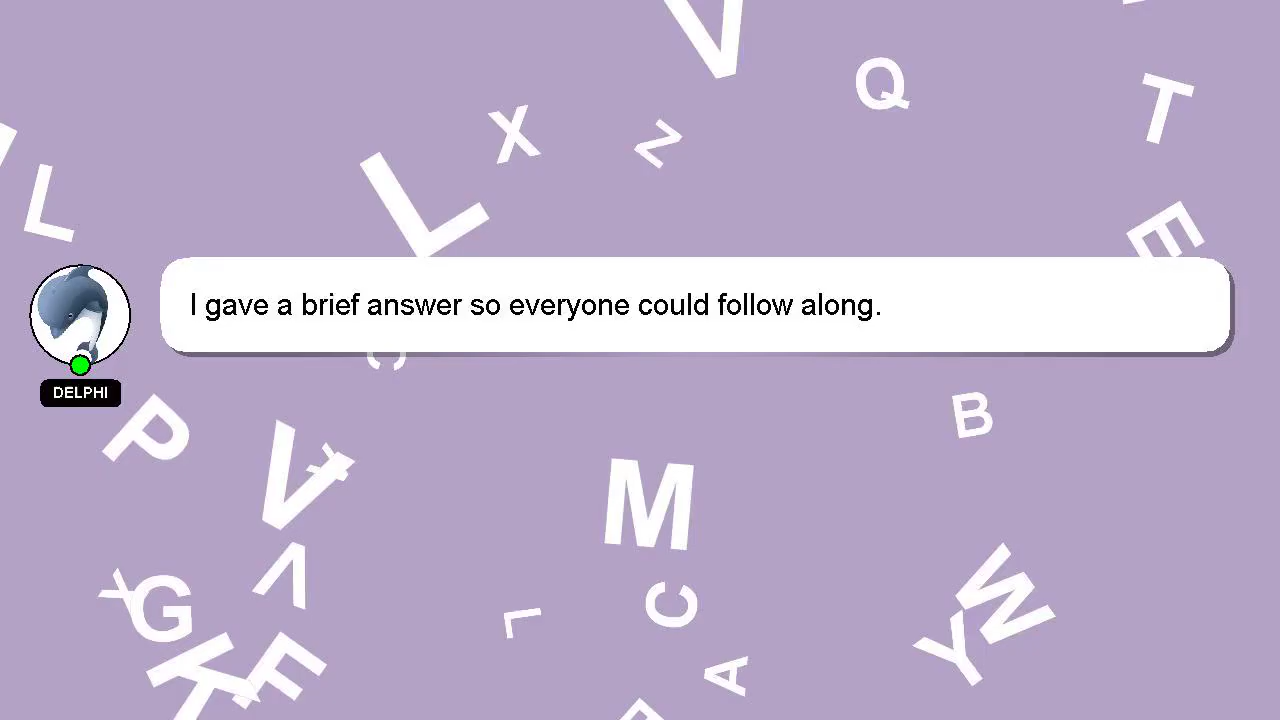 V
Q
T
X
Z
L
L
E
I gave a brief answer so everyone could follow along.
DELPHI
C
B
P
V
M
V
X
G
W
C
L
Y
K
F
A